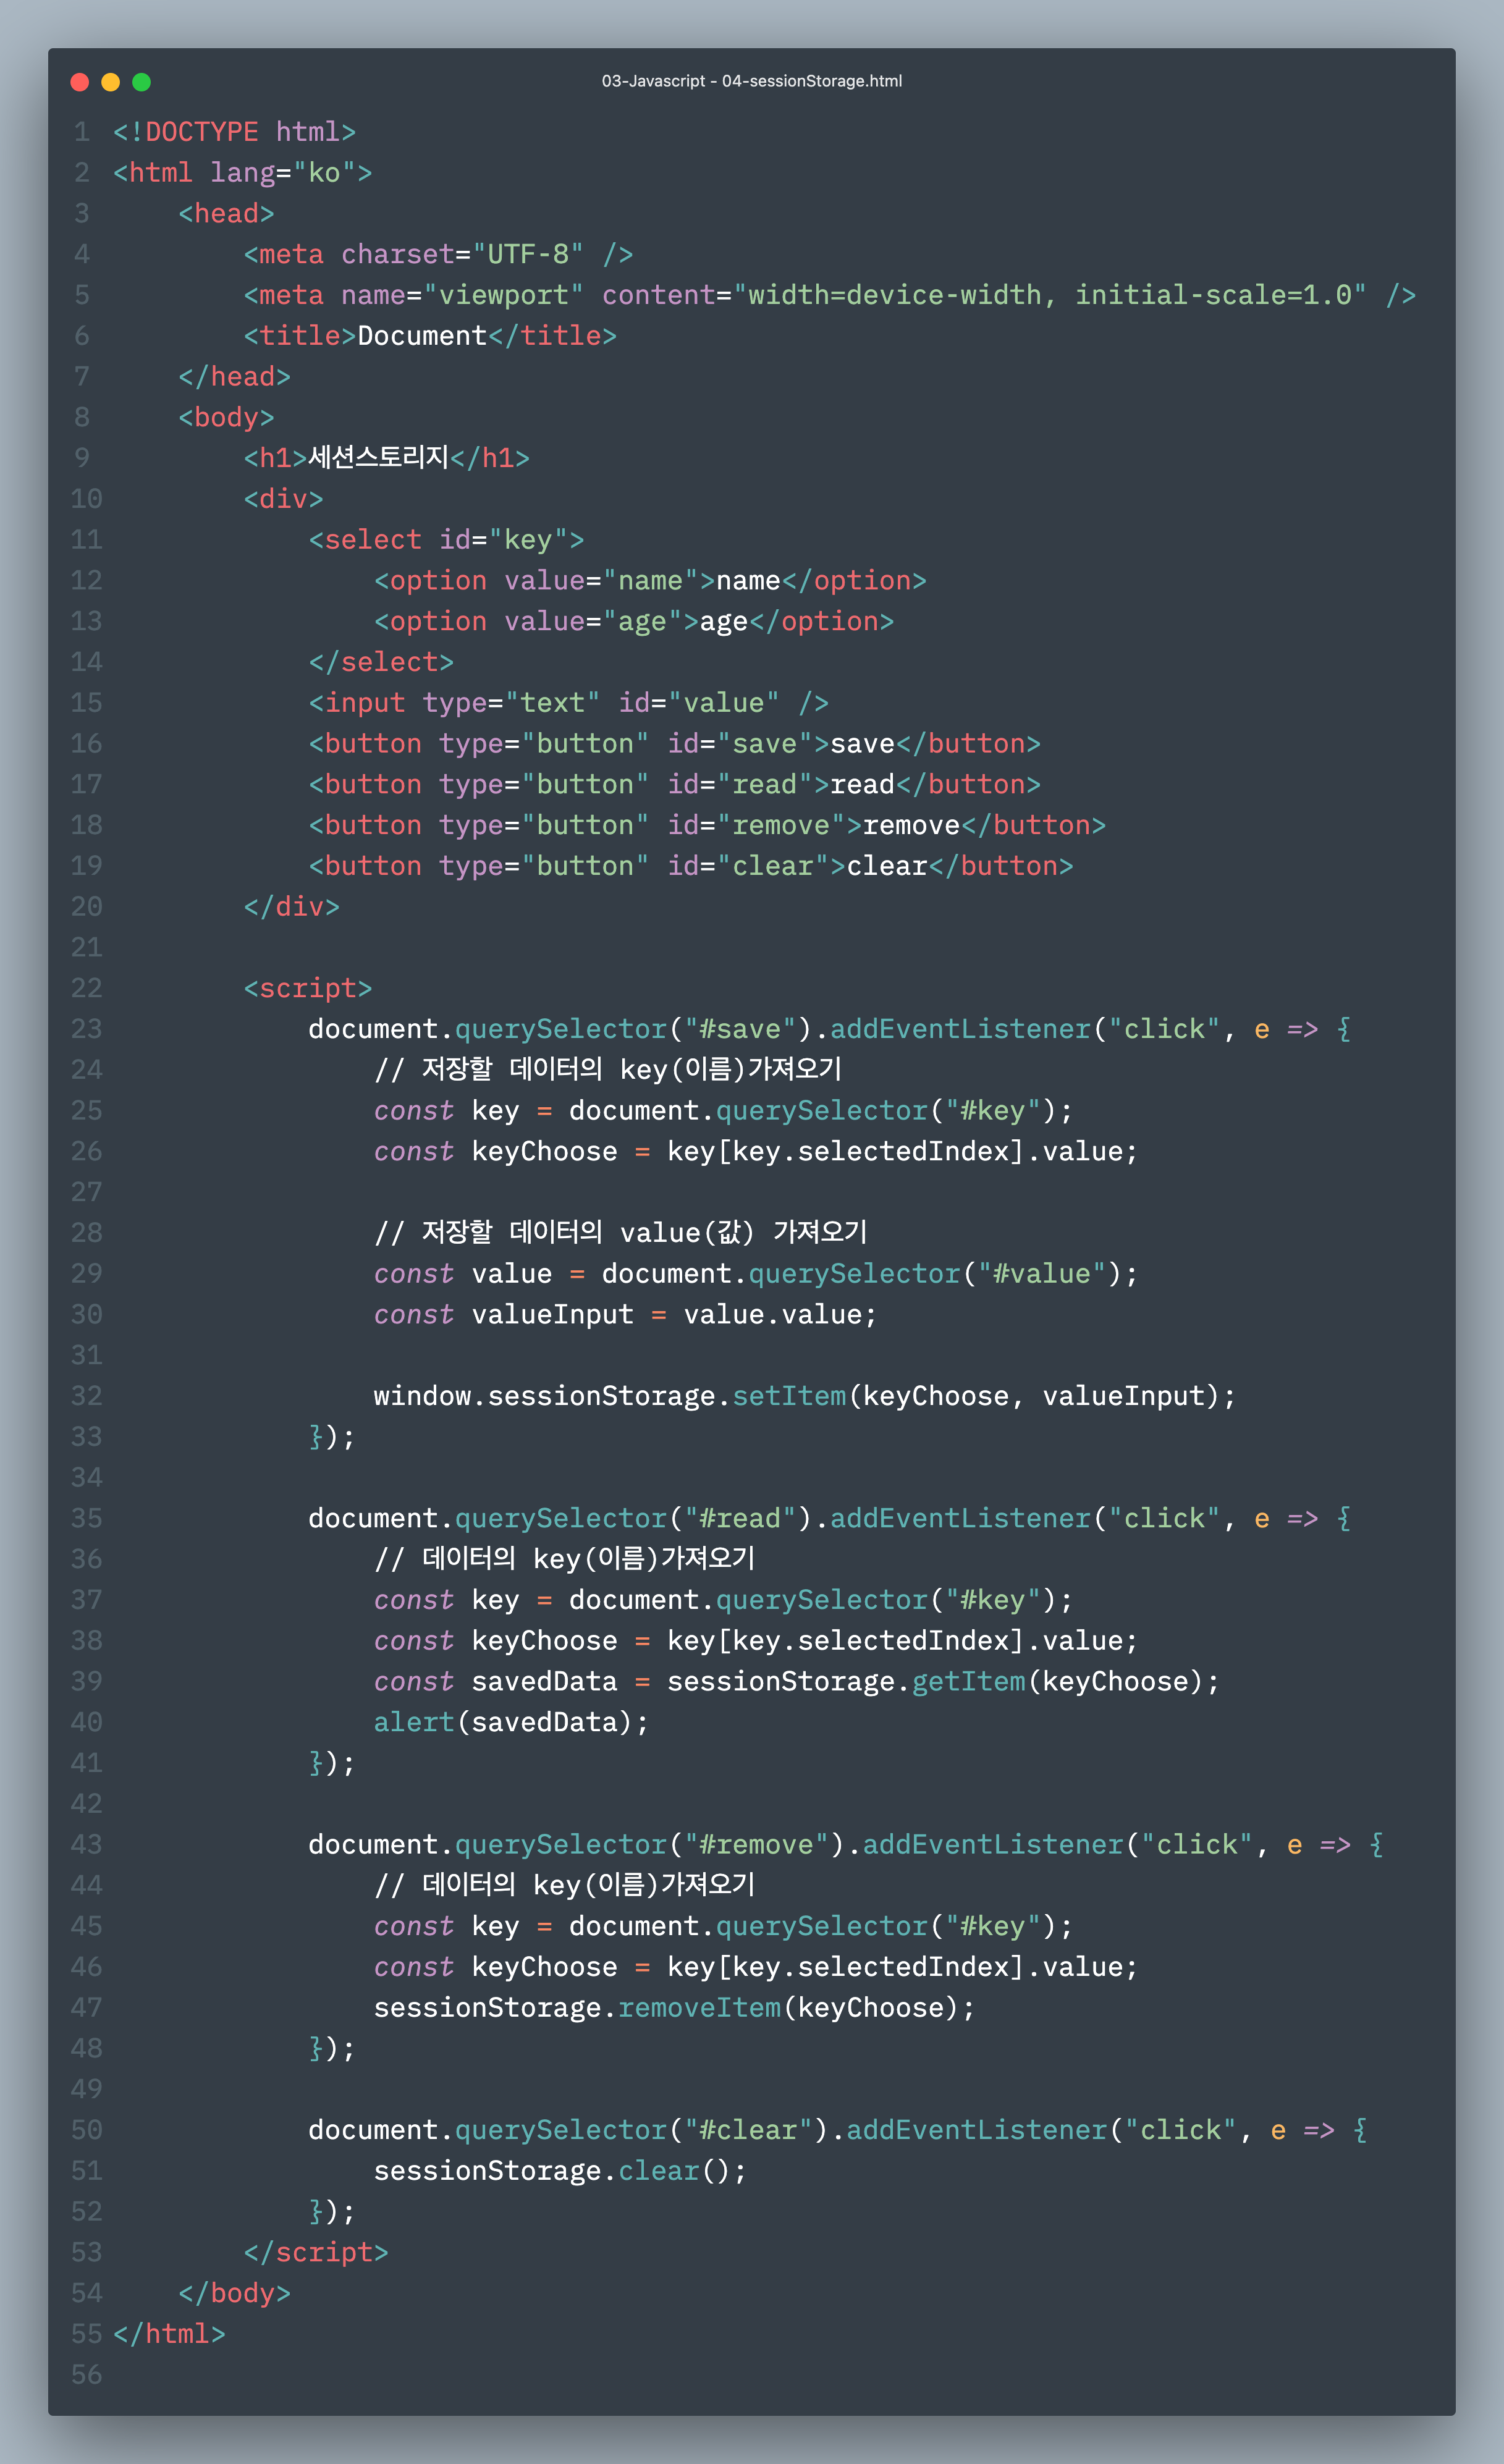 03-Javascript - 04-sessionStorage.html
1 <!DOCTYPE html>
2 <html lang="ko">
3     <head>
4         <meta charset="UTF-8" />
5         <meta name="viewport" content="width=device-width, initial-scale=1.0" />
6         <title>Document</title>
7     </head>
8     <body>
9         <h1>세션스토리지</h1>
10         <div>
11             <select id="key">
12                 <option value="name">name</option>
13                 <option value="age">age</option>
14             </select>
15             <input type="text" id="value" />
16             <button type="button" id="save">save</button>
17             <button type="button" id="read">read</button>
18             <button type="button" id="remove">remove</button>
19             <button type="button" id="clear">clear</button>
20         </div>
21
22         <script>
23             document.querySelector("#save").addEventListener("click", e => {
24                 // 저장할 데이터의 key(이름)가져오기
25                 const key = document.querySelector("#key");
26                 const keyChoose = key[key.selectedIndex].value;
27
28                 // 저장할 데이터의 value(값) 가져오기
29                 const value = document.querySelector("#value");
30                 const valueInput = value.value;
31
32                 window.sessionStorage.setItem(keyChoose, valueInput);
33             });
34
35             document.querySelector("#read").addEventListener("click", e => {
36                 // 데이터의 key(이름)가져오기
37                 const key = document.querySelector("#key");
38                 const keyChoose = key[key.selectedIndex].value;
39                 const savedData = sessionStorage.getItem(keyChoose);
40                 alert(savedData);
41             });
42
43             document.querySelector("#remove").addEventListener("click", e => {
44                 // 데이터의 key(이름)가져오기
45                 const key = document.querySelector("#key");
46                 const keyChoose = key[key.selectedIndex].value;
47                 sessionStorage.removeItem(keyChoose);
48             });
49
50             document.querySelector("#clear").addEventListener("click", e => {
51                 sessionStorage.clear();
52             });
53         </script>
54     </body>
55 </html>
56